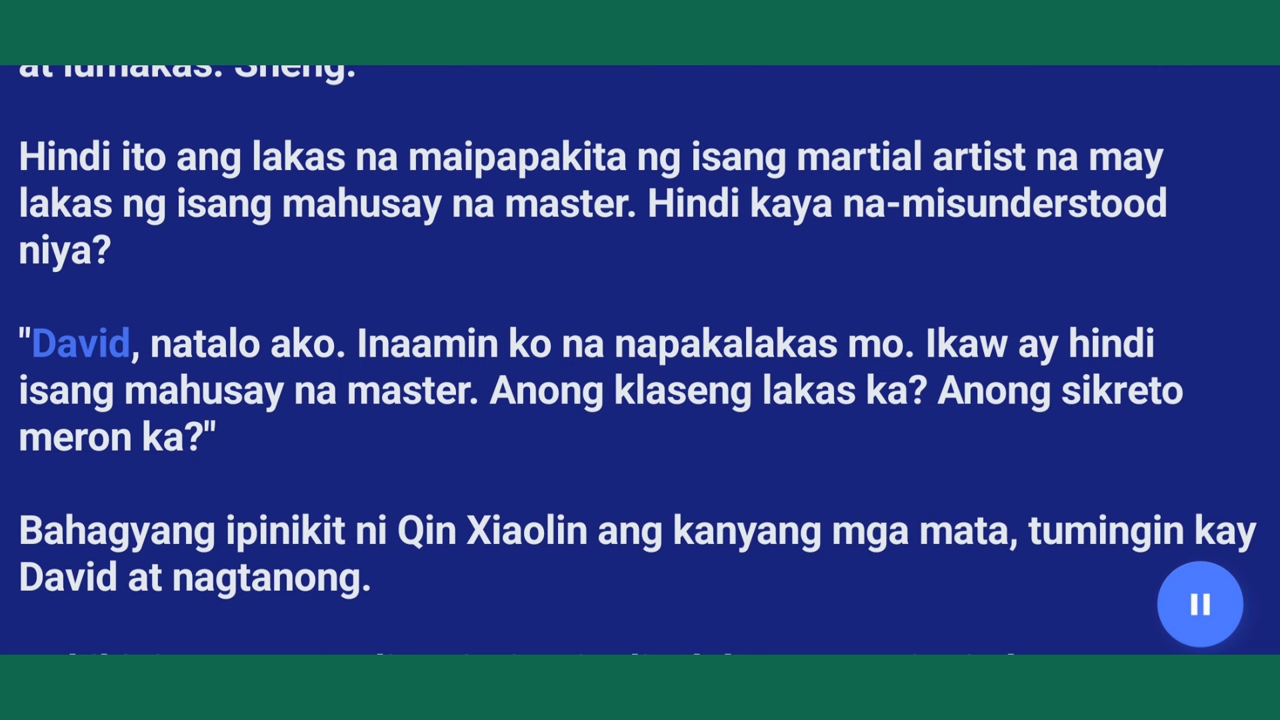 at lumakas. Sheng.
Hindi ito ang lakas na maipapakita ng isang martial artist na may
lakas ng isang mahusay na master. Hindi kaya na-misunderstood
niya?
"David, natalo ako. Inaamin ko na napakalakas mo. Ikaw ay hindi
isang mahusay na master. Anong klaseng lakas ka? Anong sikreto
meron ka?"
Bahagyang ipinikit ni Qin Xiaolin ang kanyang mga mata, tumingin kay
David at nagtanong.